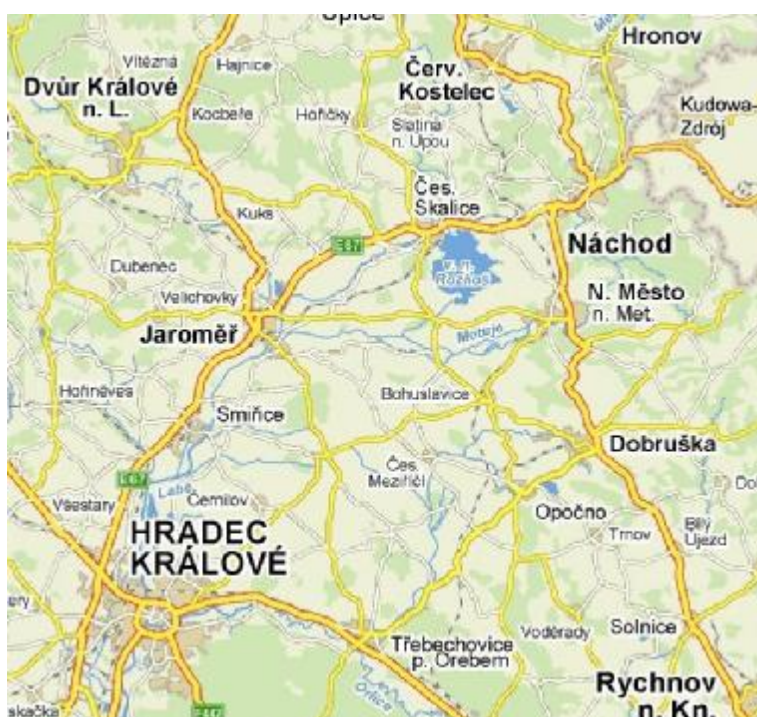 Úpice
Hronov
Vítězná
Hajnice
Dvůr Králové
n. L.
Červ.
Kostelec
Kocbeře
Hořičky
Slatina
n. Úpou
Kudowa-
Zdrój
Čes.
Skalice
Kuks
E67
Náchod
v. n.
Rozkoš
Dubenec
Velichovky
N. Město
n. Met.
Jaroměř
Metuje
Hořiněves
Bohuslavice
Smiřice
Dobruška
Čes.
Meziříčí
E67
Labe
Všestary
Černilov
Opočno
Trnov
Bílý
Újezd
HRADEC
KRÁLOVÉ
Třebechovice
p. Orebem
Voděrady
Solnice
Orlice
Rychnov
n. Kn.
E442